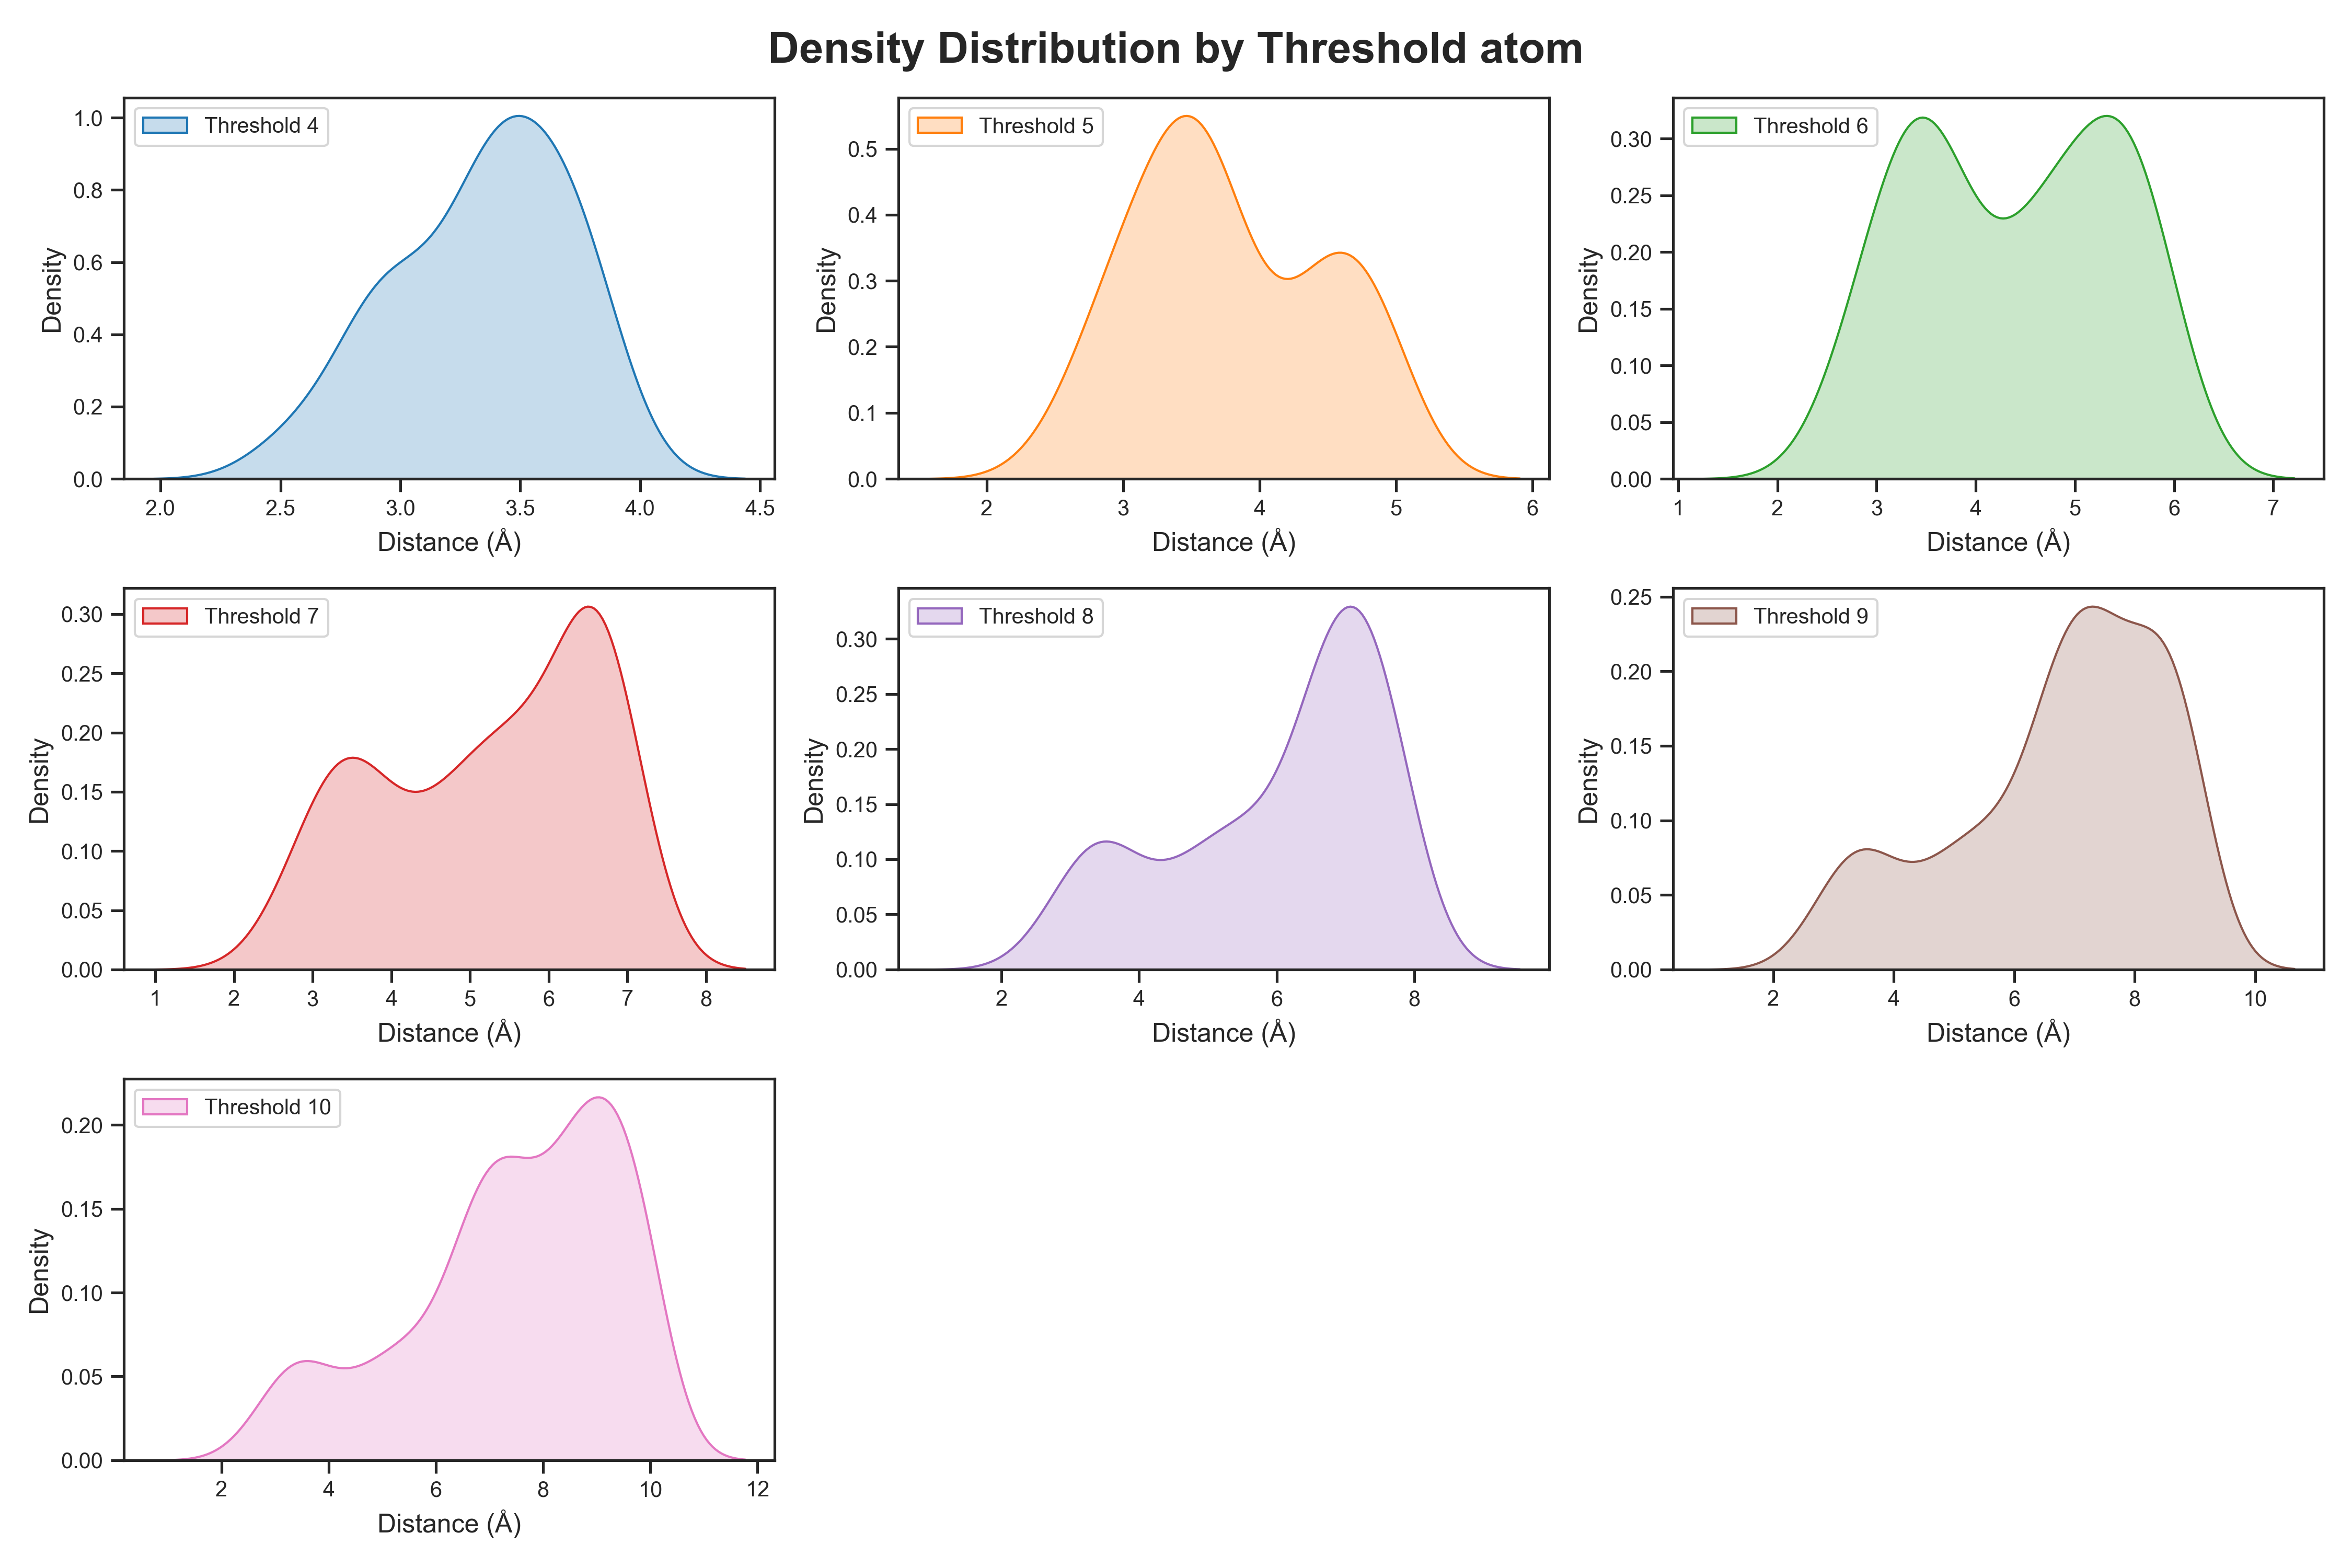 Density Distribution by Threshold atom
Threshold 4
1.0
0.8
0.6
0.4
0.2
0.0
Density
2.0 2.5 3.0 3.5 4.0 4.5
Distance (Å)
Threshold 5
0.5
0.4
0.3
0.2
0.1
0.0
Density
2 3 4 5 6
Distance (Å)
Threshold 6
0.30
0.25
0.20
0.15
0.10
0.05
0.00
Density
1 2 3 4 5 6 7
Distance (Å)
Threshold 7
0.30
0.25
0.20
0.15
0.10
0.05
0.00
Density
1 2 3 4 5 6 7 8
Distance (Å)
Threshold 8
0.30
0.25
0.20
0.15
0.10
0.05
0.00
Density
2 4 6 8
Distance (Å)
Threshold 9
0.25
0.20
0.15
0.10
0.05
0.00
Density
2 4 6 8 10
Distance (Å)
Threshold 10
0.20
0.15
0.10
0.05
0.00
Density
2 4 6 8 10 12
Distance (Å)